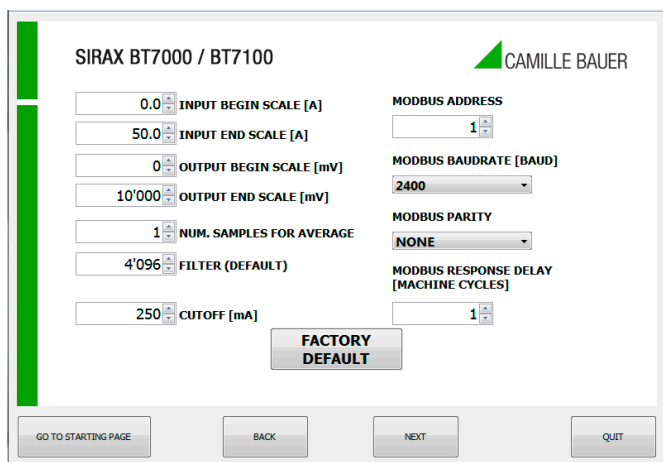 SIRAX BT7000 / BT7100
CAMILLE BAUER
0.0 INPUT BEGIN SCALE [A]
50.0 INPUT END SCALE [A]
0 OUTPUT BEGIN SCALE [mV]
10'000 OUTPUT END SCALE [mV]
1 NUM. SAMPLES FOR AVERAGE
4'096 FILTER (DEFAULT)
250 CUTOFF [mA]
MODBUS ADDRESS
1
MODBUS BAUDRATE [BAUD]
2400
MODBUS PARITY
NONE
MODBUS RESPONSE DELAY
[MACHINE CYCLES]
1
FACTORY
DEFAULT
GO TO STARTING PAGE
BACK
NEXT
QUIT